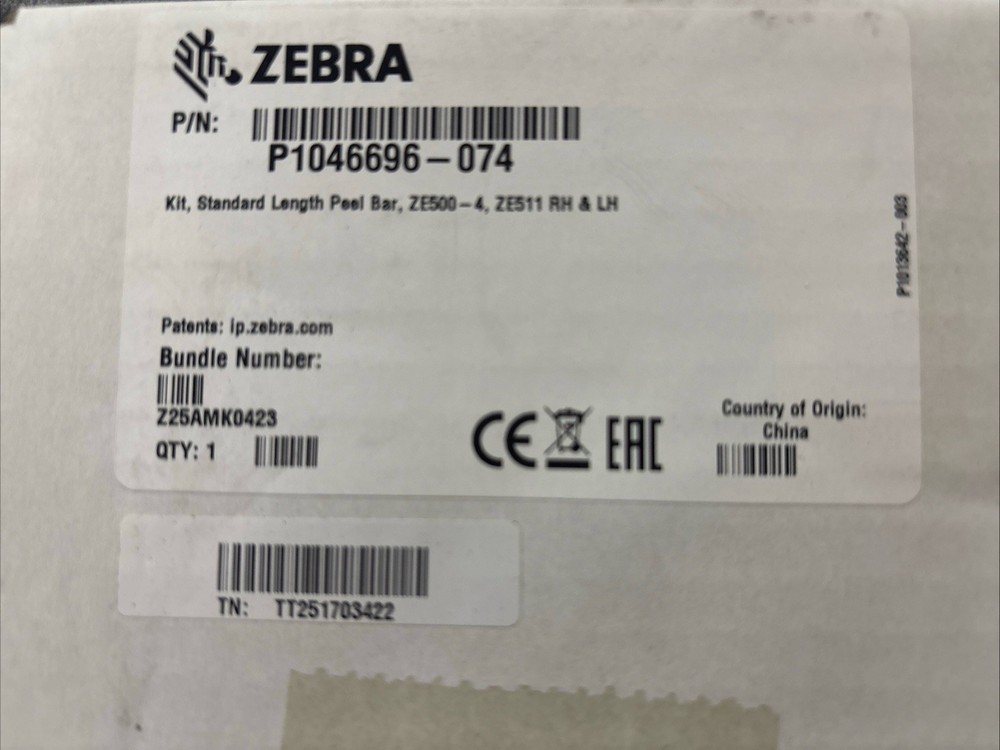 ZEBRA
P/N:
P1046696-074
Kit, Standard Length Peel Bar, ZE500-4, ZE511 RH & LH
P1013642-003
Patents: ip.zebra.com
Bundle Number:
Z25AMK0423
QTY: 1
CE
EAC
Country of Origin:
China
TN: TT251703422